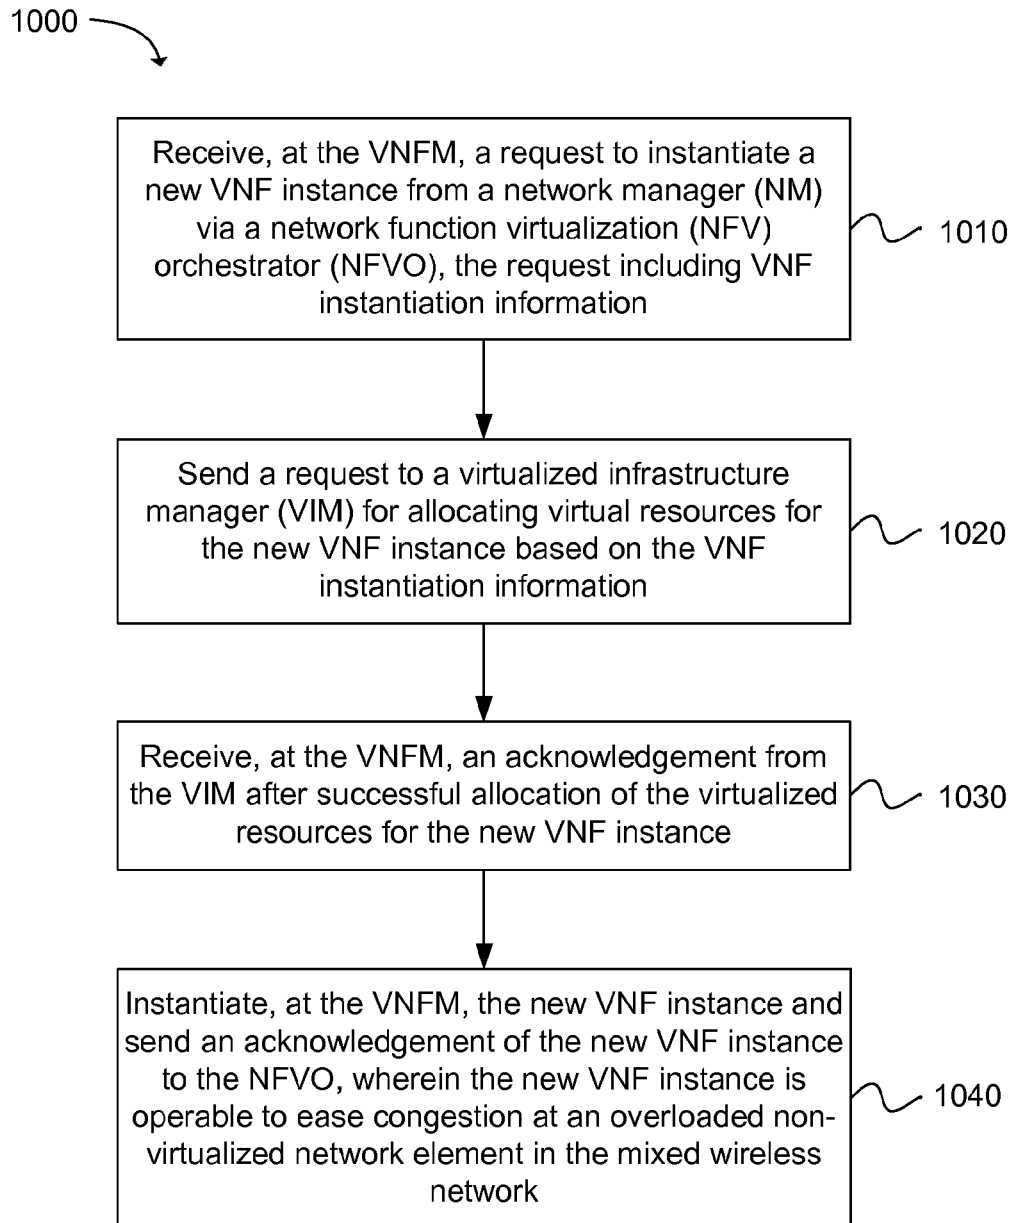 1000
Receive, at the VNFM, a request to instantiate a
new VNF instance from a network manager (NM)
via a network function virtualization (NFV)
orchestrator (NFVO), the request including VNF
instantiation information
1010
Send a request to a virtualized infrastructure
manager (VIM) for allocating virtual resources for
the new VNF instance based on the VNF
instantiation information
1020
Receive, at the VNFM, an acknowledgement from
the VIM after successful allocation of the virtualized
resources for the new VNF instance
1030
Instantiate, at the VNFM, the new VNF instance and
send an acknowledgement of the new VNF instance
to the NFVO, wherein the new VNF instance is
operable to ease congestion at an overloaded non-
virtualized network element in the mixed wireless
network
1040